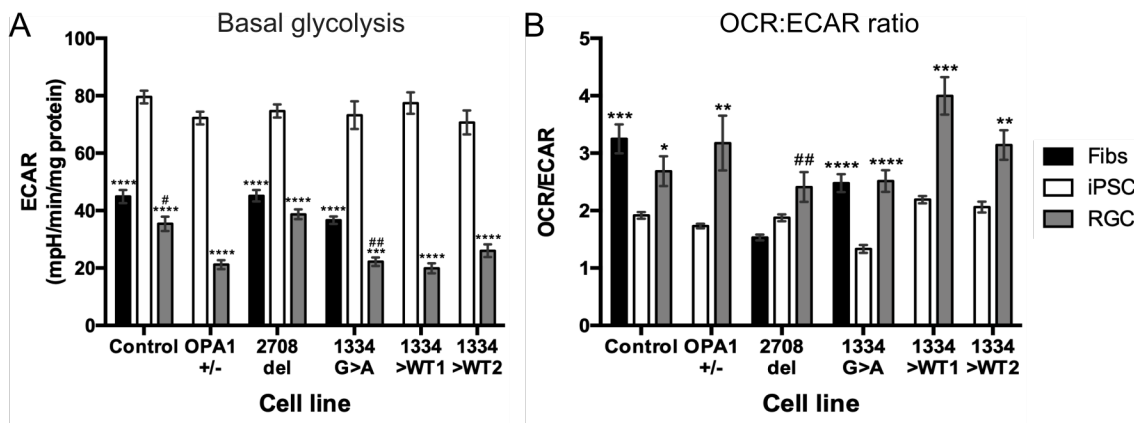 A
Basal glycolysis
ECAR
(mpH/min/mg protein)
100
80
60
40
20
0
****
#
****
****
****
****
****
##
***
****
****
Control
OPA1
+/-
2708
del
1334
G>A
1334
>WT1
1334
>WT2
Cell line
B
OCR:ECAR ratio
OCR/ECAR
5
4
3
2
1
0
***
*
**
##
****
****
***
**
Control
OPA1
+/-
2708
del
1334
G>A
1334
>WT1
1334
>WT2
Cell line
Fibs
iPSC
RGC